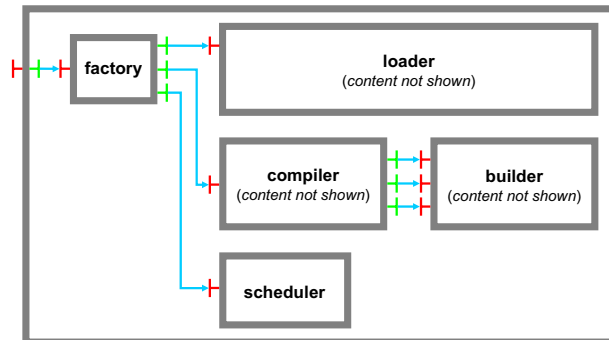 loader
(content not shown)
factory
compiler
(content not shown)
builder
(content not shown)
scheduler